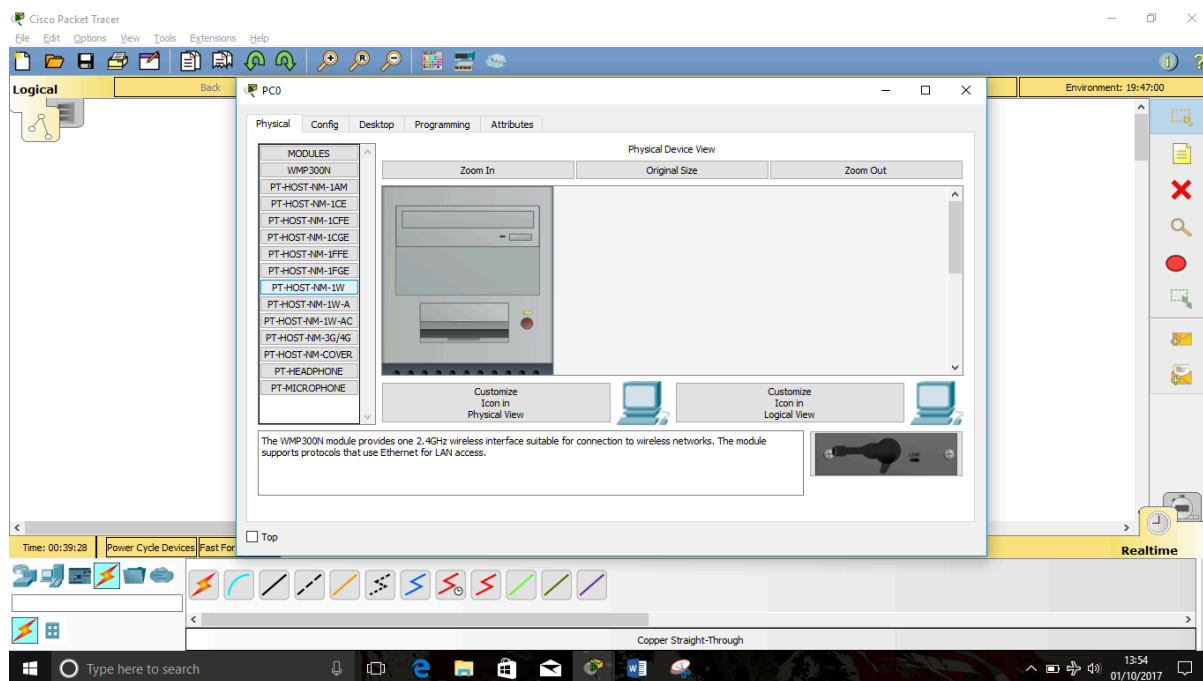 Cisco Packet Tracer
File Edit Options View Tools Extensions Help
Logical
Back
Environment: 19:47:00
PC0
Physical Config Desktop Programming Attributes
MODULES
WMP300N
PT-HOST-NM-1AM
PT-HOST-NM-1CE
PT-HOST-NM-1CFE
PT-HOST-NM-1CGE
PT-HOST-NM-1FFE
PT-HOST-NM-1FGE
PT-HOST-NM-1W
PT-HOST-NM-1W-A
PT-HOST-NM-1W-AC
PT-HOST-NM-3G/4G
PT-HOST-NM-COVER
PT-HEADPHONE
PT-MICROPHONE
Physical Device View
Zoom In Original Size Zoom Out
Customize
Icon in
Physical View
Customize
Icon in
Logical View
The WMP300N module provides one 2.4GHz wireless interface suitable for connection to wireless networks. The module
supports protocols that use Ethernet for LAN access.
Top
Time: 00:39:28 Power Cycle Devices Fast For
Realtime
Copper Straight-Through
Type here to search
13:54
01/10/2017